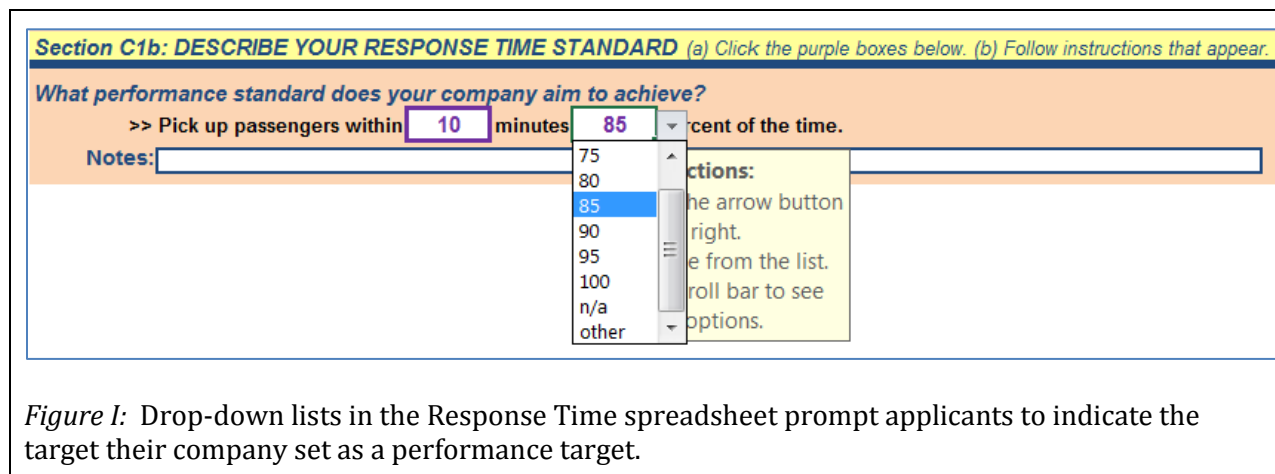 Section C1b: DESCRIBE YOUR RESPONSE TIME STANDARD (a) Click the purple boxes below. (b) Follow instructions that appear.
What performance standard does your company aim to achieve?
>> Pick up passengers within 10 minutes 85 rcent of the time.
Notes:
75
80
85
90
95
100
n/a
other
ctions:
he arrow button
right.
e from the list.
roll bar to see
options.
Figure I: Drop-down lists in the Response Time spreadsheet prompt applicants to indicate the
target their company set as a performance target.